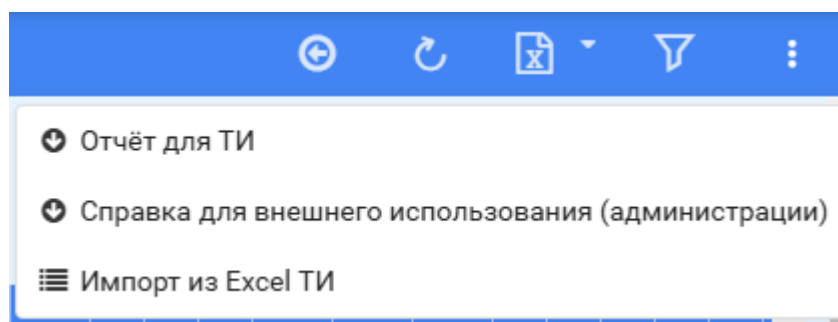 Отчёт для ТИ
Справка для внешнего использования (администрации)
Импорт из Excel ТИ